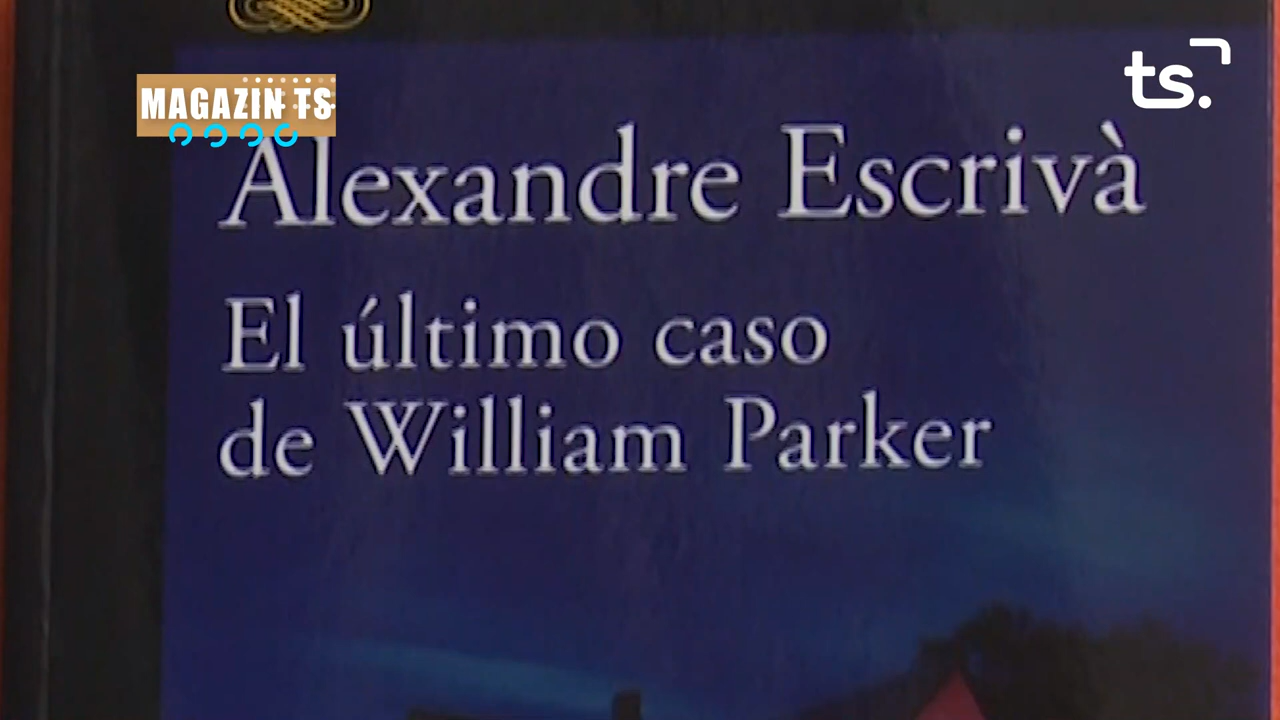 MAGAZIN TS
ts.
Alexandre Escrivà
El último caso
de William Parker